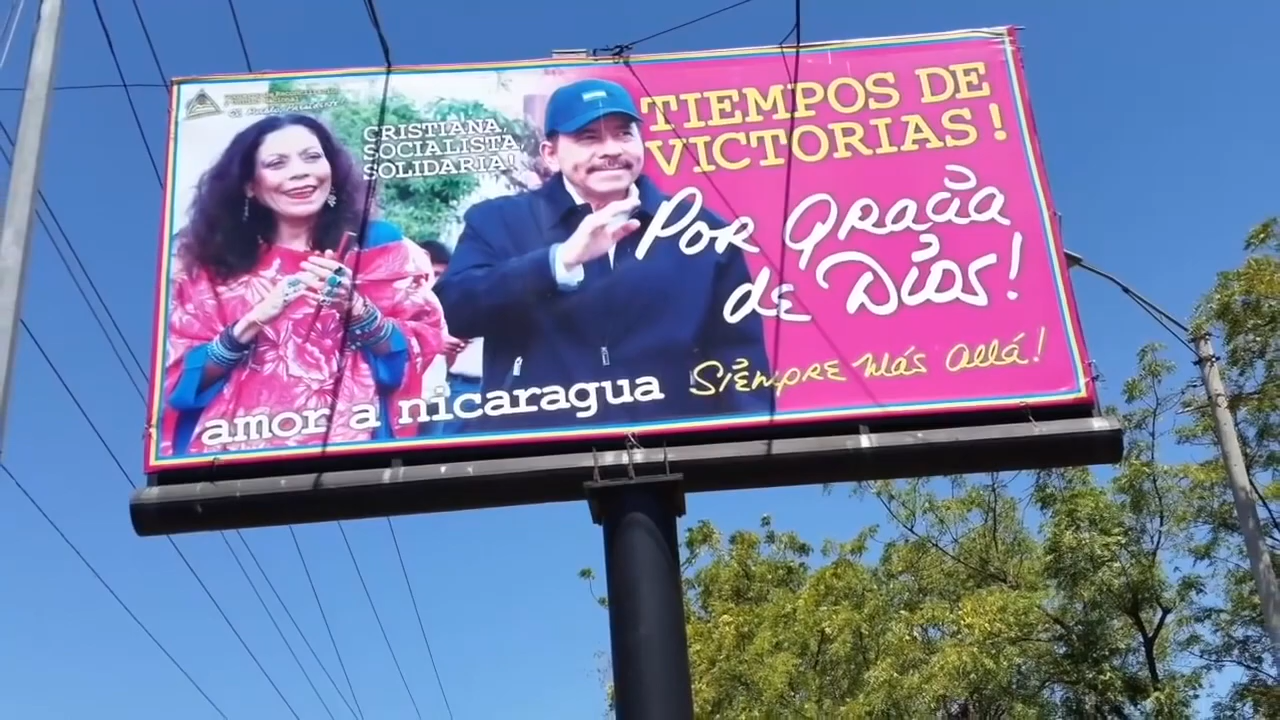 CRISTIANA,
SOCIALISTA,
SOLIDARIA!
TIEMPOS DE
VICTORIAS!
POR GRACIA
DE DIOS!
SIEMPRE MÁS Allá!
amor a nicaragua